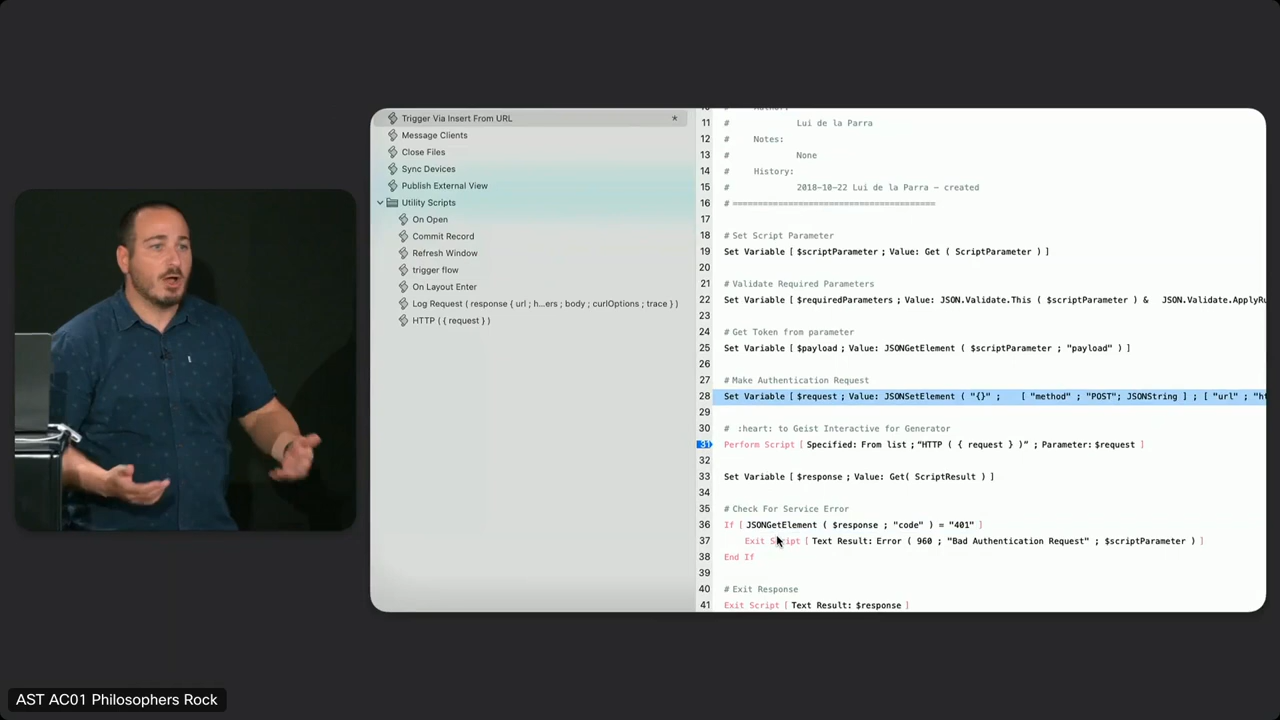 Trigger Via Insert From URL *
Message Clients
Close Files
Sync Devices
Publish External View
Utility Scripts
On Open
Commit Record
Refresh Window
trigger flow
On Layout Enter
Log Request ( response { url ; h...ers ; body ; curlOptions ; trace } )
HTTP ( { request } )
11 # Lui de la Parra
12 # Notes:
13 # None
14 # History:
15 # 2018-10-22 Lui de la Parra - created
16 # =======================================
17
18 # Set Script Parameter
19 Set Variable [ $scriptParameter ; Value: Get ( ScriptParameter ) ]
20
21 # Validate Required Parameters
22 Set Variable [ $requiredParameters ; Value: JSON.Validate.This ( $scriptParameter ) & JSON.Validate.ApplyRu
23
24 # Get Token from parameter
25 Set Variable [ $payload ; Value: JSONGetElement ( $scriptParameter ; "payload" ) ]
26
27 # Make Authentication Request
28 Set Variable [ $request ; Value: JSONSetElement ( "{}" ; [ "method" ; "POST"; JSONString ] ; [ "url" ; "ht
29
30 # :heart: to Geist Interactive for Generator
31 Perform Script [ Specified: From list ; “HTTP ( { request } )” ; Parameter: $request ]
32
33 Set Variable [ $response ; Value: Get( ScriptResult ) ]
34
35 # Check For Service Error
36 If [ JSONGetElement ( $response ; "code" ) = "401" ]
37 Exit Script [ Text Result: Error ( 960 ; "Bad Authentication Request" ; $scriptParameter ) ]
38 End If
39
40 # Exit Response
41 Exit Script [ Text Result: $response ]
AST AC01 Philosophers Rock